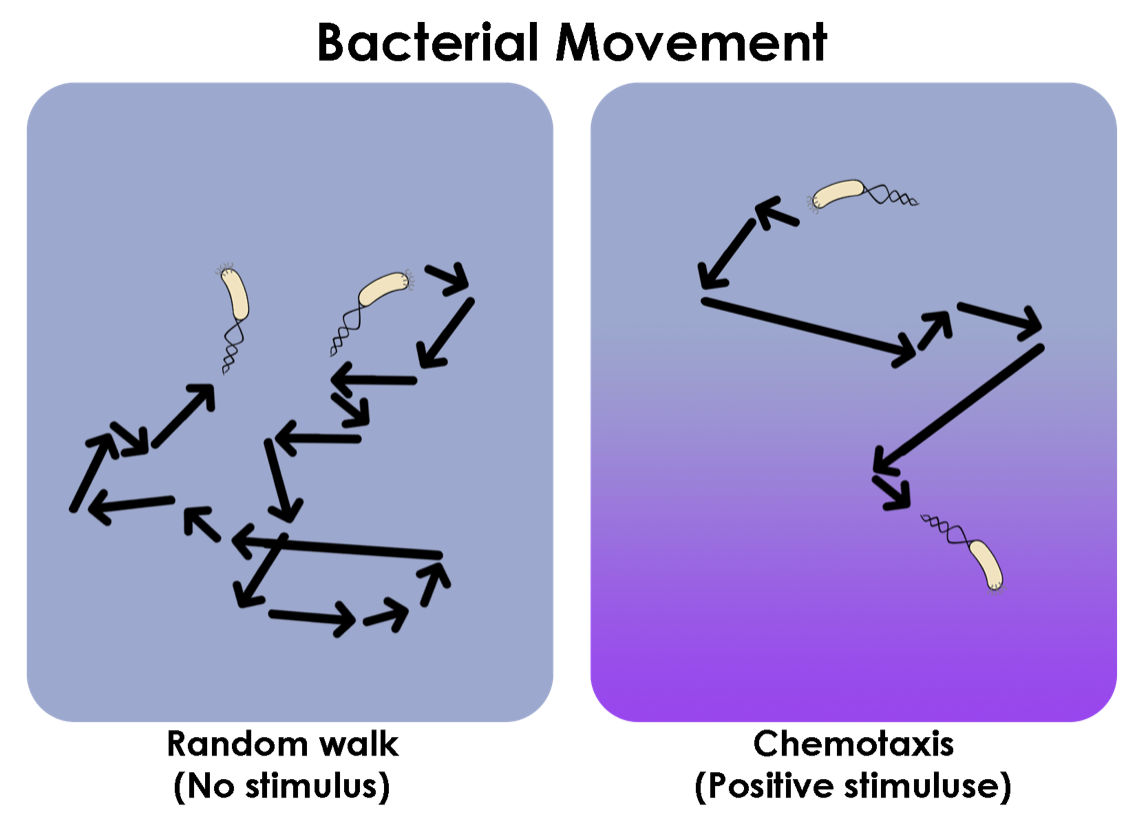 Bacterial Movement
Random walk
(No stimulus)
Chemotaxis
(Positive stimuluse)